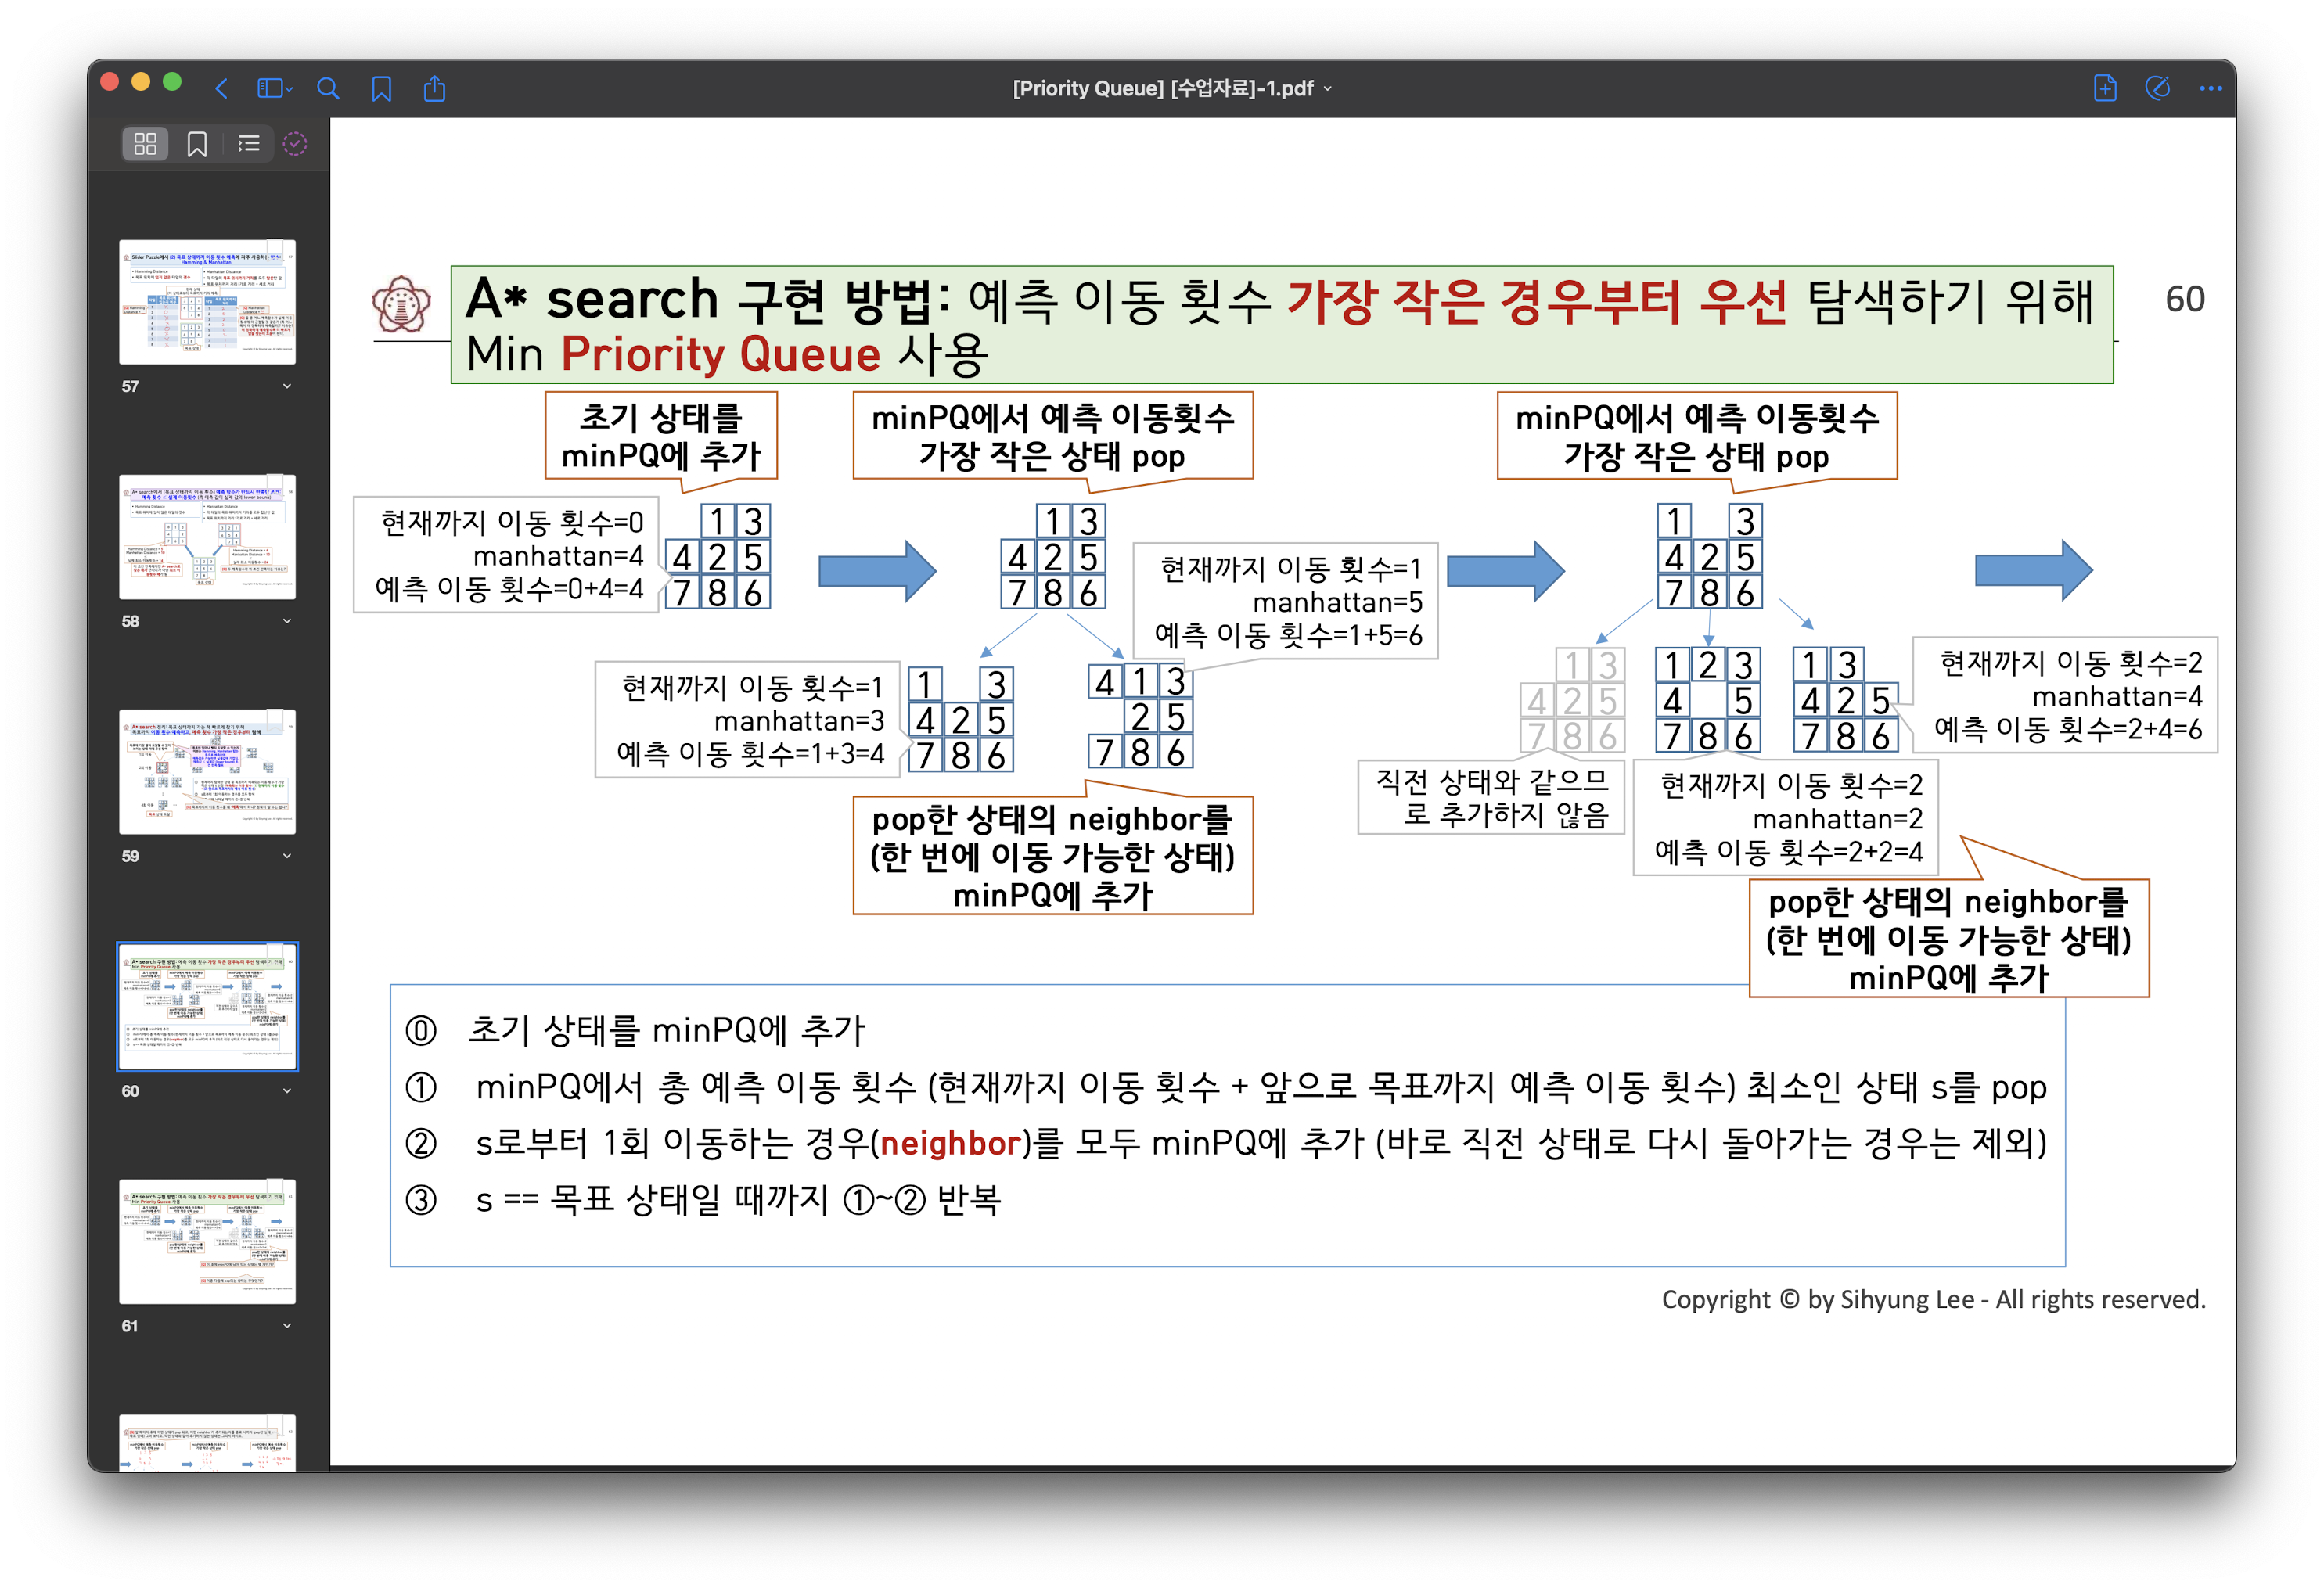 [Priority Queue] [수업자료]-1.pdf
57
58
59
60
61
A* search 구현 방법: 예측 이동 횟수 가장 작은 경우부터 우선 탐색하기 위해
Min Priority Queue 사용
60
초기 상태를
minPQ에 추가
minPQ에서 예측 이동횟수
가장 작은 상태 pop
minPQ에서 예측 이동횟수
가장 작은 상태 pop
현재까지 이동 횟수=0
manhattan=4
예측 이동 횟수=0+4=4
1 3
4 2 5
7 8 6
1 3
4 2 5
7 8 6
현재까지 이동 횟수=1
manhattan=5
예측 이동 횟수=1+5=6
1 3
4 2 5
7 8 6
현재까지 이동 횟수=1
manhattan=3
예측 이동 횟수=1+3=4
1 3
4 2 5
7 8 6
4 1 3
2 5
7 8 6
1 3
4 2 5
7 8 6
1 2 3
4 5
7 8 6
1 3
4 2 5
7 8 6
현재까지 이동 횟수=2
manhattan=4
예측 이동 횟수=2+4=6
직전 상태와 같으므
로 추가하지 않음
현재까지 이동 횟수=2
manhattan=2
예측 이동 횟수=2+2=4
pop한 상태의 neighbor를
(한 번에 이동 가능한 상태)
minPQ에 추가
pop한 상태의 neighbor를
(한 번에 이동 가능한 상태)
minPQ에 추가
⓪ 초기 상태를 minPQ에 추가
① minPQ에서 총 예측 이동 횟수 (현재까지 이동 횟수 + 앞으로 목표까지 예측 이동 횟수) 최소인 상태 s를 pop
② s로부터 1회 이동하는 경우(neighbor)를 모두 minPQ에 추가 (바로 직전 상태로 다시 돌아가는 경우는 제외)
③ s == 목표 상태일 때까지 ①~② 반복
Copyright © by Sihyung Lee - All rights reserved.